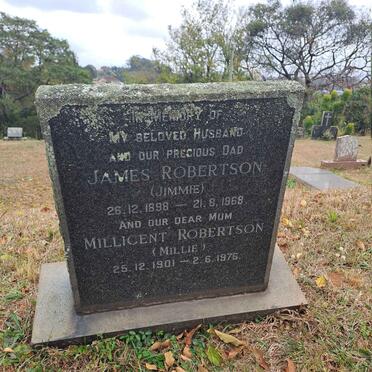 IN MEMORY OF
MY BELOVED HUSBAND
AND OUR PRECIOUS DAD
JAMES ROBERTSON
(JIMMIE)
26.12.1898 — 21.8.1968
AND OUR DEAR MUM
MILLICENT ROBERTSON
(MILLIE)
25.12.1901 — 2.6.1976.